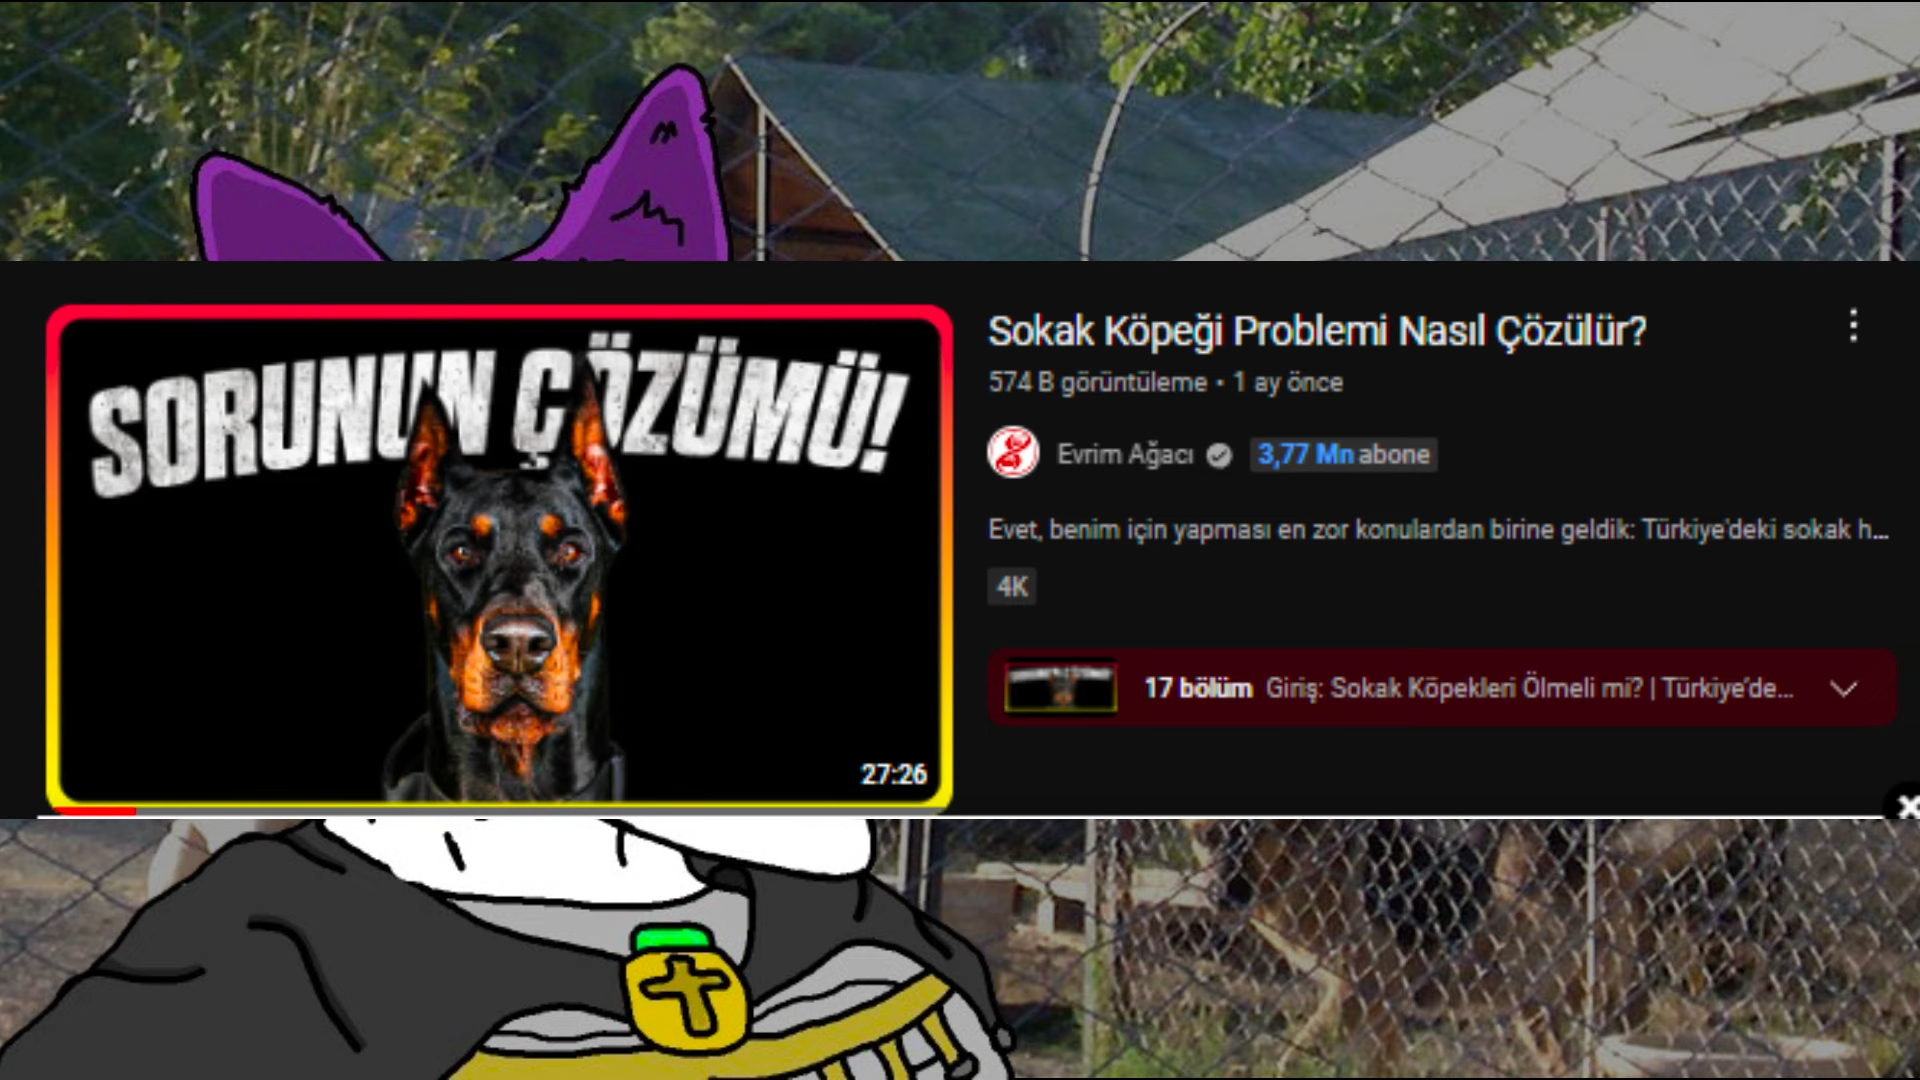 SORUNUN ÇÖZÜMÜ!
27:26
Sokak Köpeği Problemi Nasıl Çözülür?
574 B görüntüleme • 1 ay önce
Evrim Ağacı 3,77 Mn abone
Evet, benim için yapması en zor konulardan birine geldik: Türkiye'deki sokak h...
4K
17 bölüm Giriş: Sokak Köpekleri Ölmeli mi? | Türkiye'de...